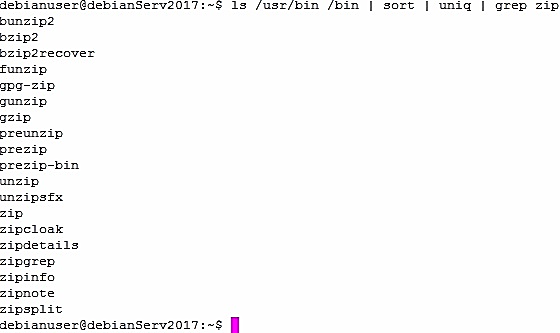 debianuser@debianServ2017:~$ ls /usr/bin /bin | sort | uniq | grep zip
bunzip2
bzip2
bzip2recover
funzip
gpg-zip
gunzip
gzip
preunzip
prezip
prezip-bin
unzip
unzipsfx
zip
zipcloak
zipdetails
zipgrep
zipinfo
zipnote
zipsplit
debianuser@debianServ2017:~$